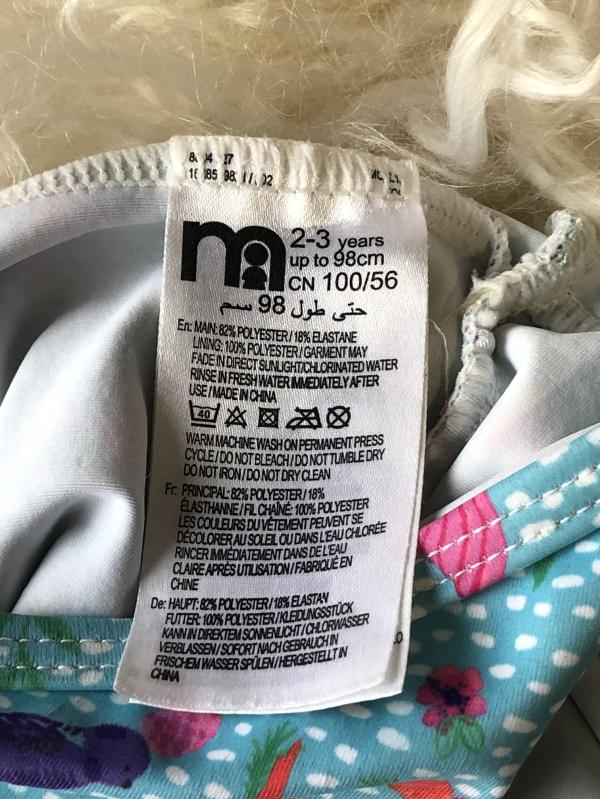 2-3 years
up to 98cm
CN 100/56
حتى طول 98 سم
En: MAIN: 82% POLYESTER / 18% ELASTANE
LINING: 100% POLYESTER / GARMENT MAY
FADE IN DIRECT SUNLIGHT/CHLORINATED WATER
RINSE IN FRESH WATER IMMEDIATELY AFTER
USE / MADE IN CHINA
40
WARM MACHINE WASH ON PERMANENT PRESS
CYCLE / DO NOT BLEACH / DO NOT TUMBLE DRY
DO NOT IRON / DO NOT DRY CLEAN
Fr: PRINCIPAL: 82% POLYESTER / 18%
ÉLASTHANNE / FIL CHAÎNE: 100% POLYESTER
LES COULEURS DU VÊTEMENT PEUVENT SE
DÉCOLORER AU SOLEIL OU DANS L'EAU CHLORÉE
RINCER IMMÉDIATEMENT DANS DE L'EAU
CLAIRE APRÈS UTILISATION / FABRIQUÉ EN
CHINE
De: HAUPT: 82% POLYESTER / 18% ELASTAN
FUTTER: 100% POLYESTER / KLEIDUNGSSTÜCK
KANN IN DIREKTEM SONNENLICHT / CHLORWASSER
VERBLASSEN / SOFORT NACH GEBRAUCH IN
FRISCHEM WASSER SPÜLEN / HERGESTELLT IN
CHINA